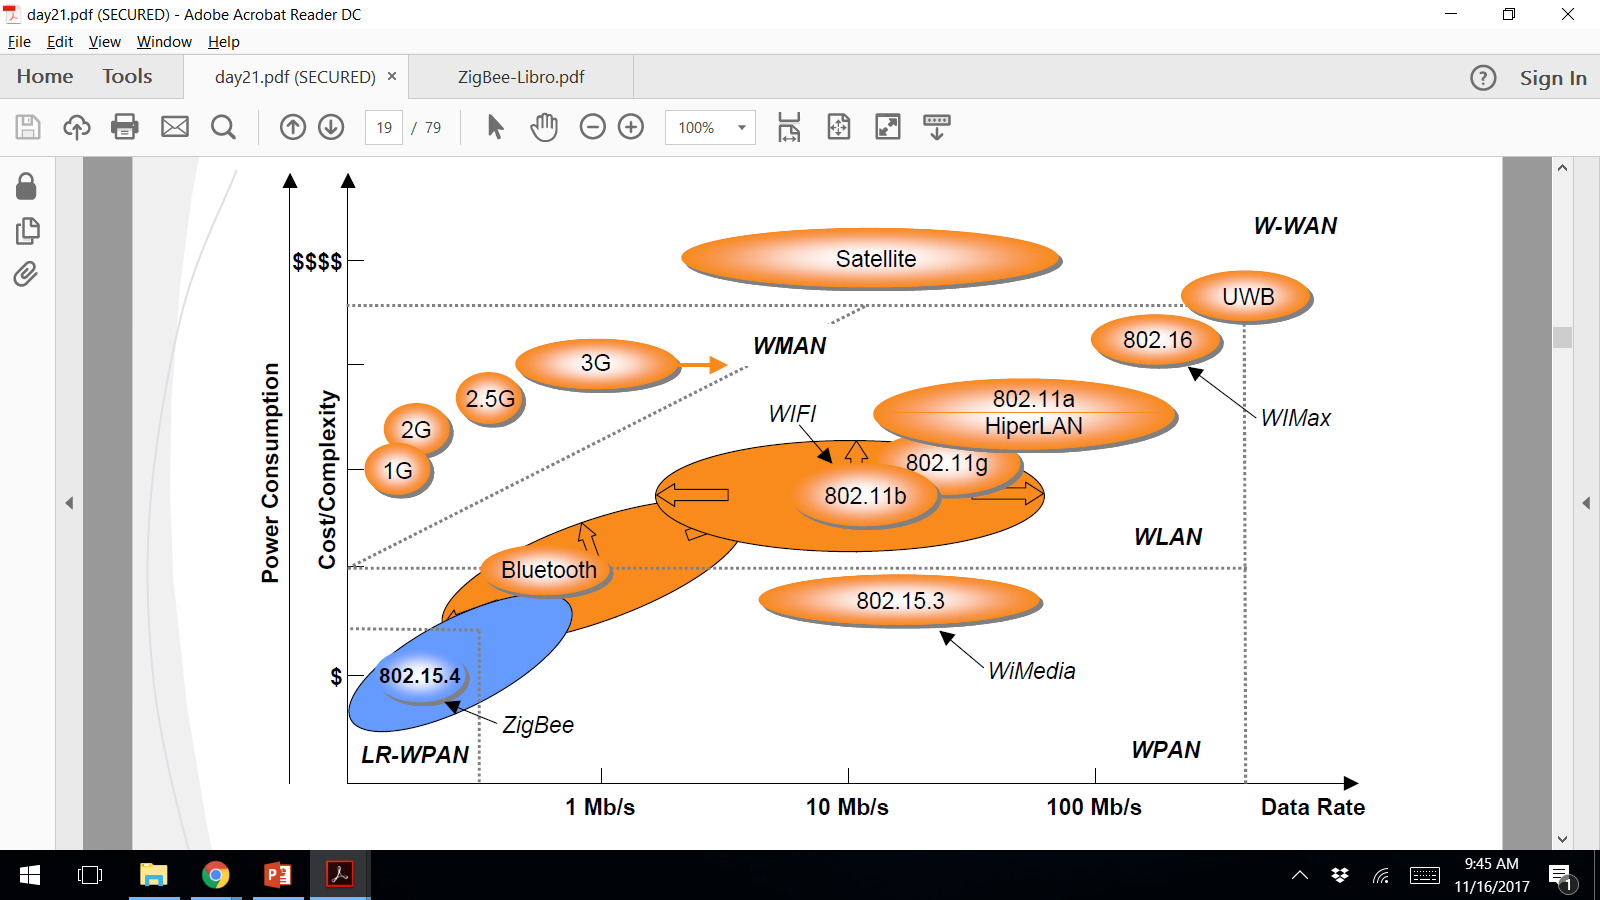 day21.pdf (SECURED) - Adobe Acrobat Reader DC
File Edit View Window Help
Home Tools day21.pdf (SECURED) × ZigBee-Libro.pdf ? Sign In
19 / 79 100%
W-WAN
$$$$
Satellite
UWB
802.16
WMAN
3G
2.5G
802.11a
HiperLAN
WIFI
WIMax
2G
1G
802.11g
802.11b
Power Consumption
Cost/Complexity
WLAN
Bluetooth
802.15.3
WiMedia
$
802.15.4
ZigBee
LR-WPAN
WPAN
1 Mb/s 10 Mb/s 100 Mb/s Data Rate
9:45 AM
11/16/2017
1